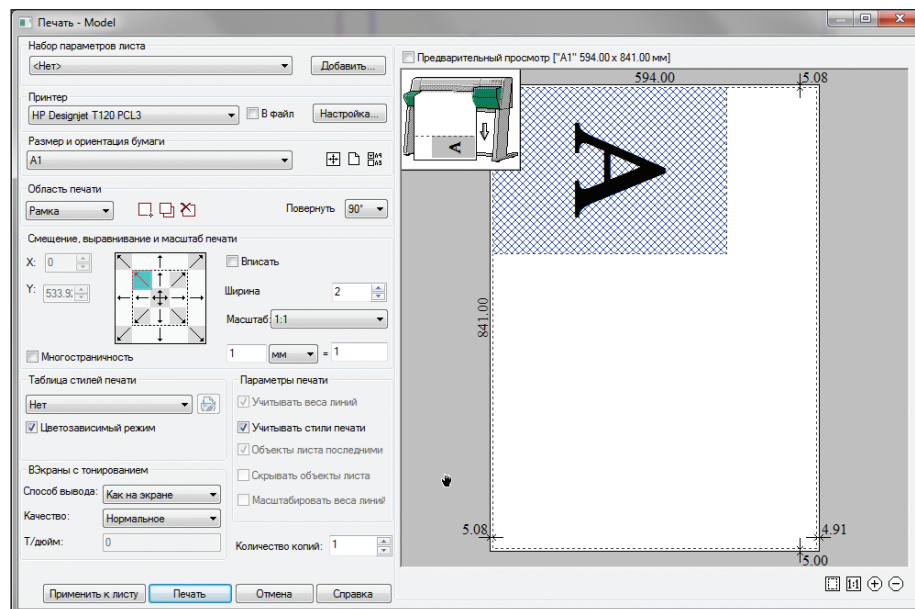 Печать - Model
Набор параметров листа
<Нет>
Добавить...
Принтер
HP Designjet T120 PCL3
В файл
Настройка...
Размер и ориентация бумаги
A1
Область печати
Рамка
Повернуть
90°
Смещение, выравнивание и масштаб печати
X:
0
Вписать
Y:
533.92
Ширина
2
Масштаб:
1:1
Многостраничность
1
мм
=
1
Таблица стилей печати
Нет
Цветозависимый режим
Параметры печати
Учитывать веса линий
Учитывать стили печати
Объекты листа последними
Скрывать объекты листа
Масштабировать веса линий
ВЭкраны с тонированием
Способ вывода:
Как на экране
Качество:
Нормальное
Т/дюйм:
0
Количество копий:
1
Применить к листу
Печать
Отмена
Справка
Предварительный просмотр ["A1" 594.00 x 841.00 мм]
594.00
5.08
A
A
841.00
5.08
4.91
5.00
1:1